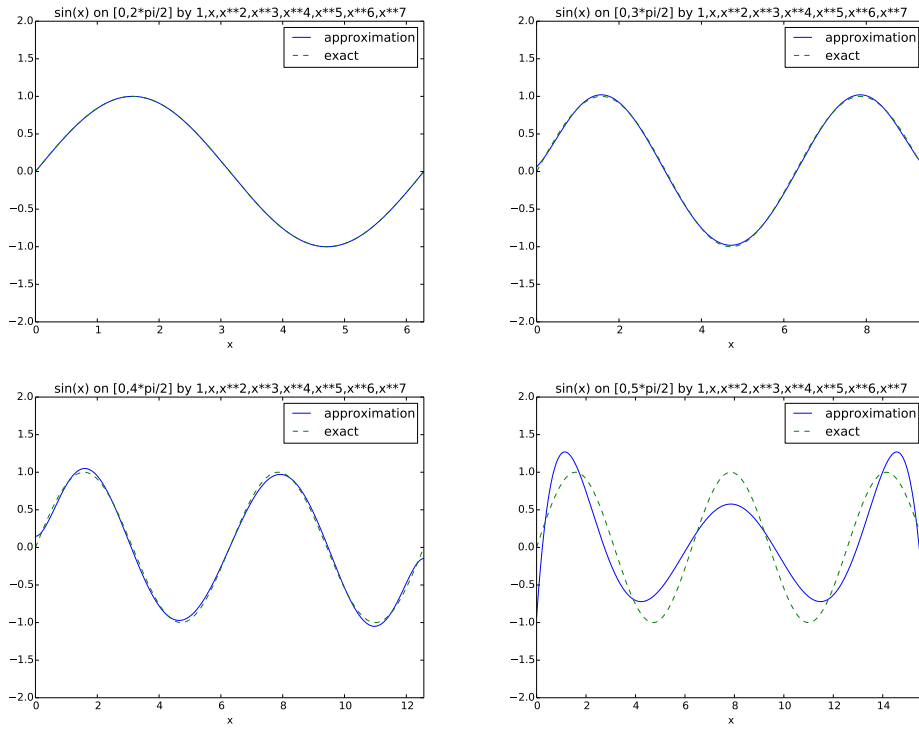 sin(x) on [0,2*pi/2] by 1,x,x**2,x**3,x**4,x**5,x**6,x**7
2.0
1.5
1.0
0.5
0.0
−0.5
−1.0
−1.5
−2.0
0 1 2 3 4 5 6
x
approximation
exact
sin(x) on [0,3*pi/2] by 1,x,x**2,x**3,x**4,x**5,x**6,x**7
2.0
1.5
1.0
0.5
0.0
−0.5
−1.0
−1.5
−2.0
0 2 4 6 8
x
approximation
exact
sin(x) on [0,4*pi/2] by 1,x,x**2,x**3,x**4,x**5,x**6,x**7
2.0
1.5
1.0
0.5
0.0
−0.5
−1.0
−1.5
−2.0
0 2 4 6 8 10 12
x
approximation
exact
sin(x) on [0,5*pi/2] by 1,x,x**2,x**3,x**4,x**5,x**6,x**7
2.0
1.5
1.0
0.5
0.0
−0.5
−1.0
−1.5
−2.0
0 2 4 6 8 10 12 14
x
approximation
exact